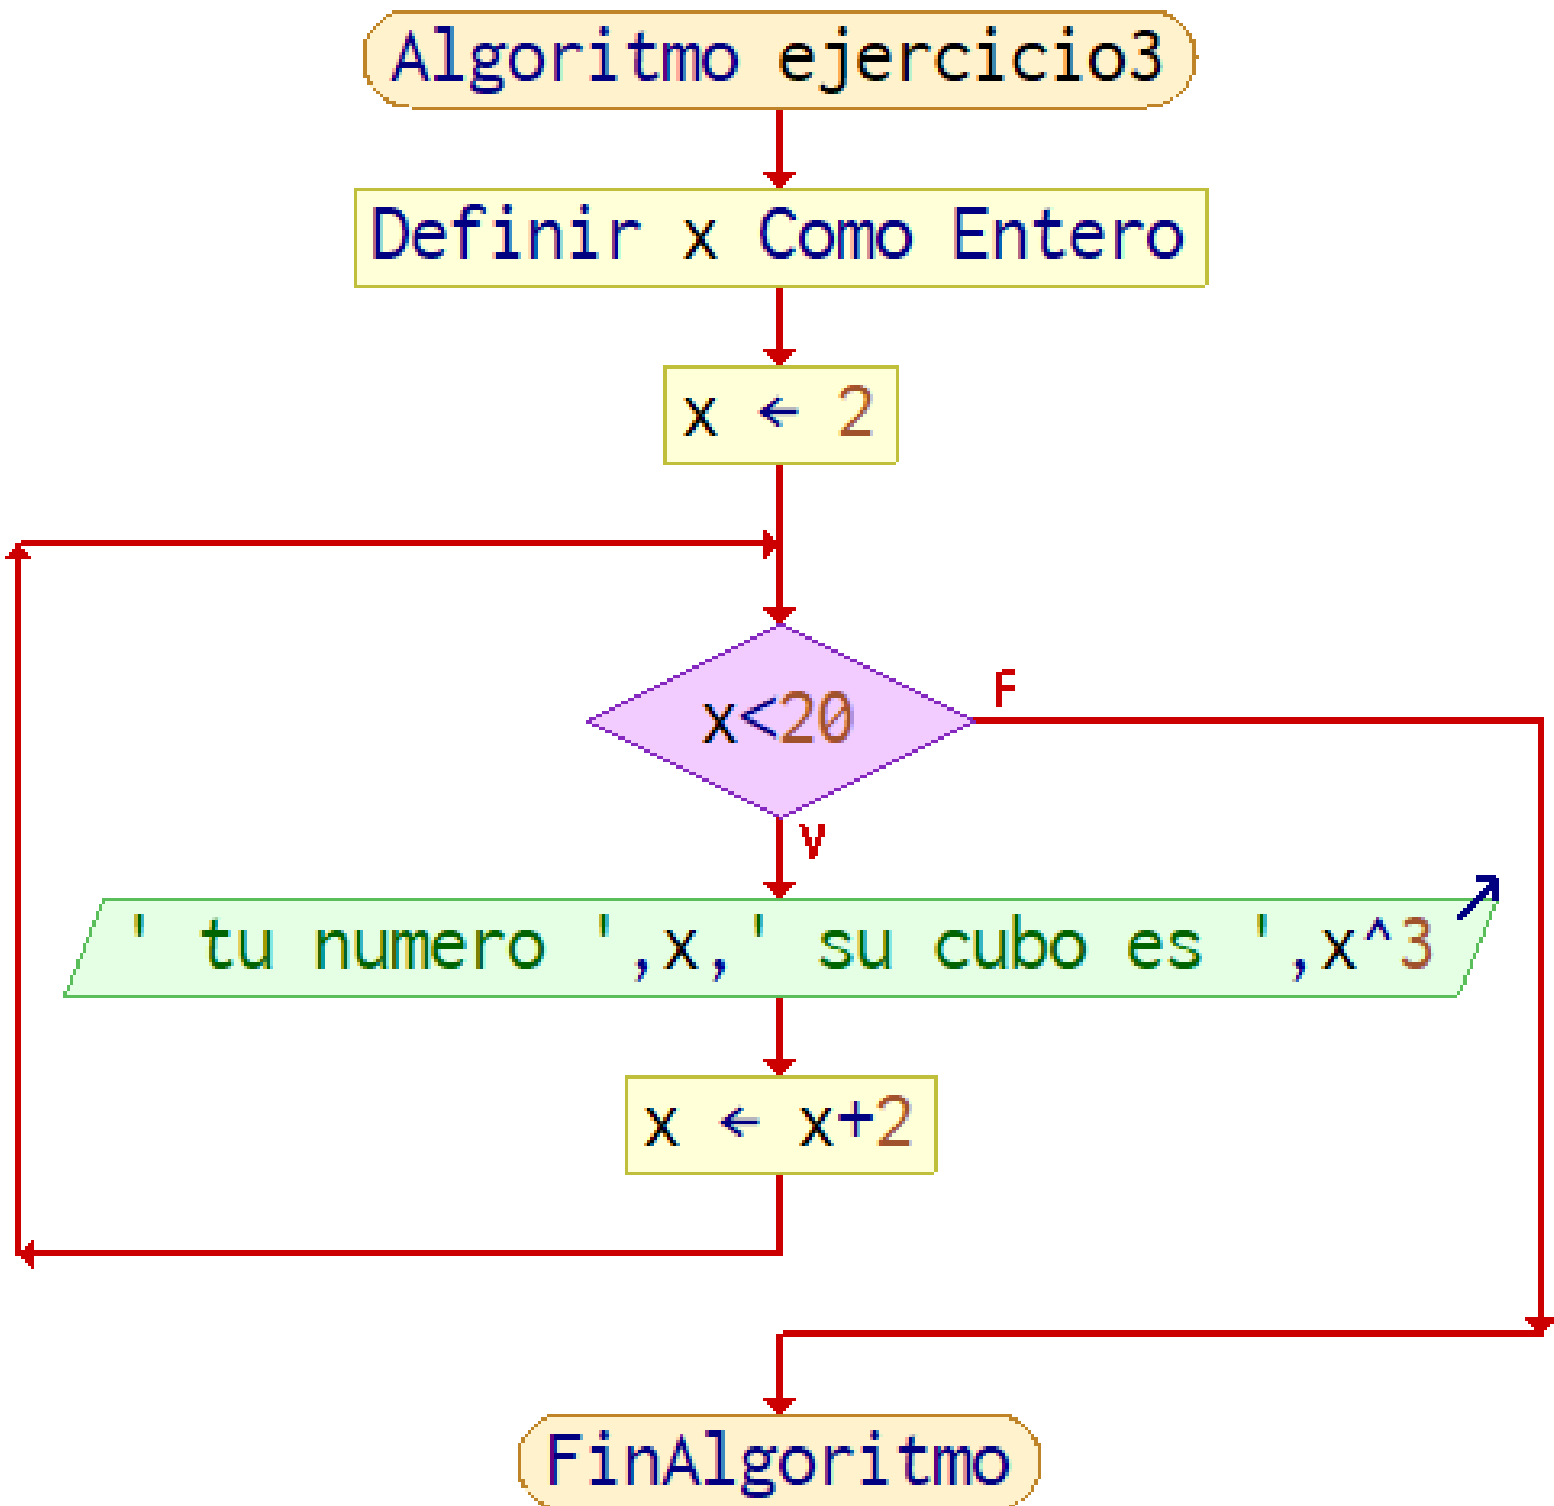 Algoritmo ejercicio3
Definir x Como Entero
x ← 2
x<20
F
V
' tu numero ',x,' su cubo es ',x^3
x ← x+2
FinAlgoritmo